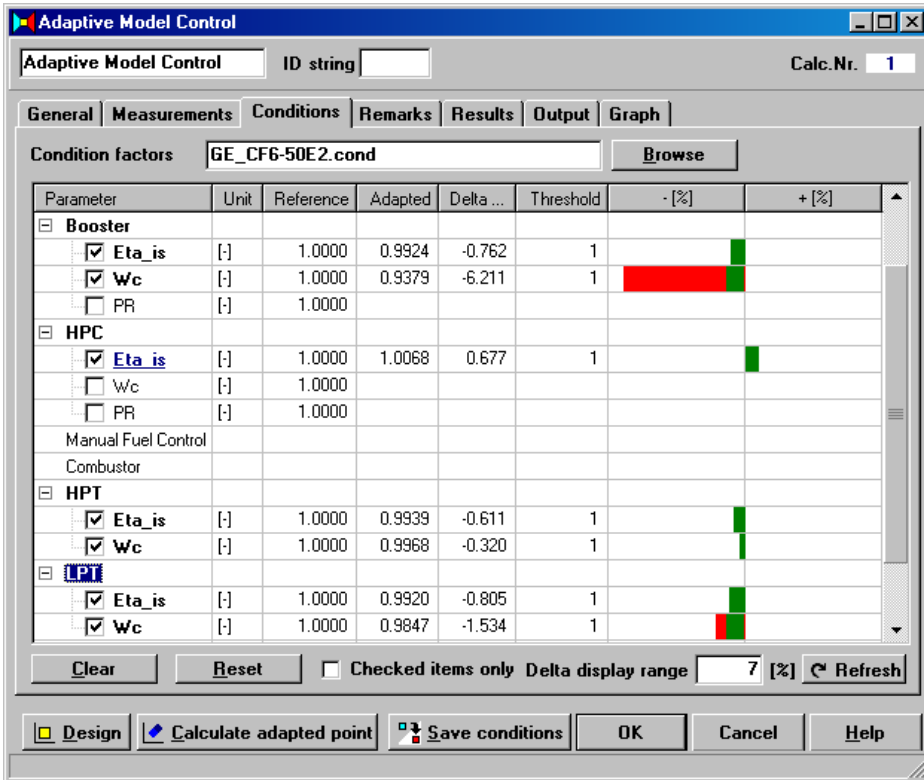 Adaptive Model Control
Adaptive Model Control ID string Calc.Nr. 1
General Measurements Conditions Remarks Results Output Graph
Condition factors GE_CF6-50E2.cond Browse
Parameter Unit Reference Adapted Delta ... Threshold - [%] + [%]
Booster
Eta_is [-] 1.0000 0.9924 -0.762 1
Wc [-] 1.0000 0.9379 -6.211 1
PR [-] 1.0000
HPC
Eta_is [-] 1.0000 1.0068 0.677 1
Wc [-] 1.0000
PR [-] 1.0000
Manual Fuel Control
Combustor
HPT
Eta_is [-] 1.0000 0.9939 -0.611 1
Wc [-] 1.0000 0.9968 -0.320 1
LPT
Eta_is [-] 1.0000 0.9920 -0.805 1
Wc [-] 1.0000 0.9847 -1.534 1
Clear Reset Checked items only Delta display range 7 [%] Refresh
Design Calculate adapted point Save conditions OK Cancel Help